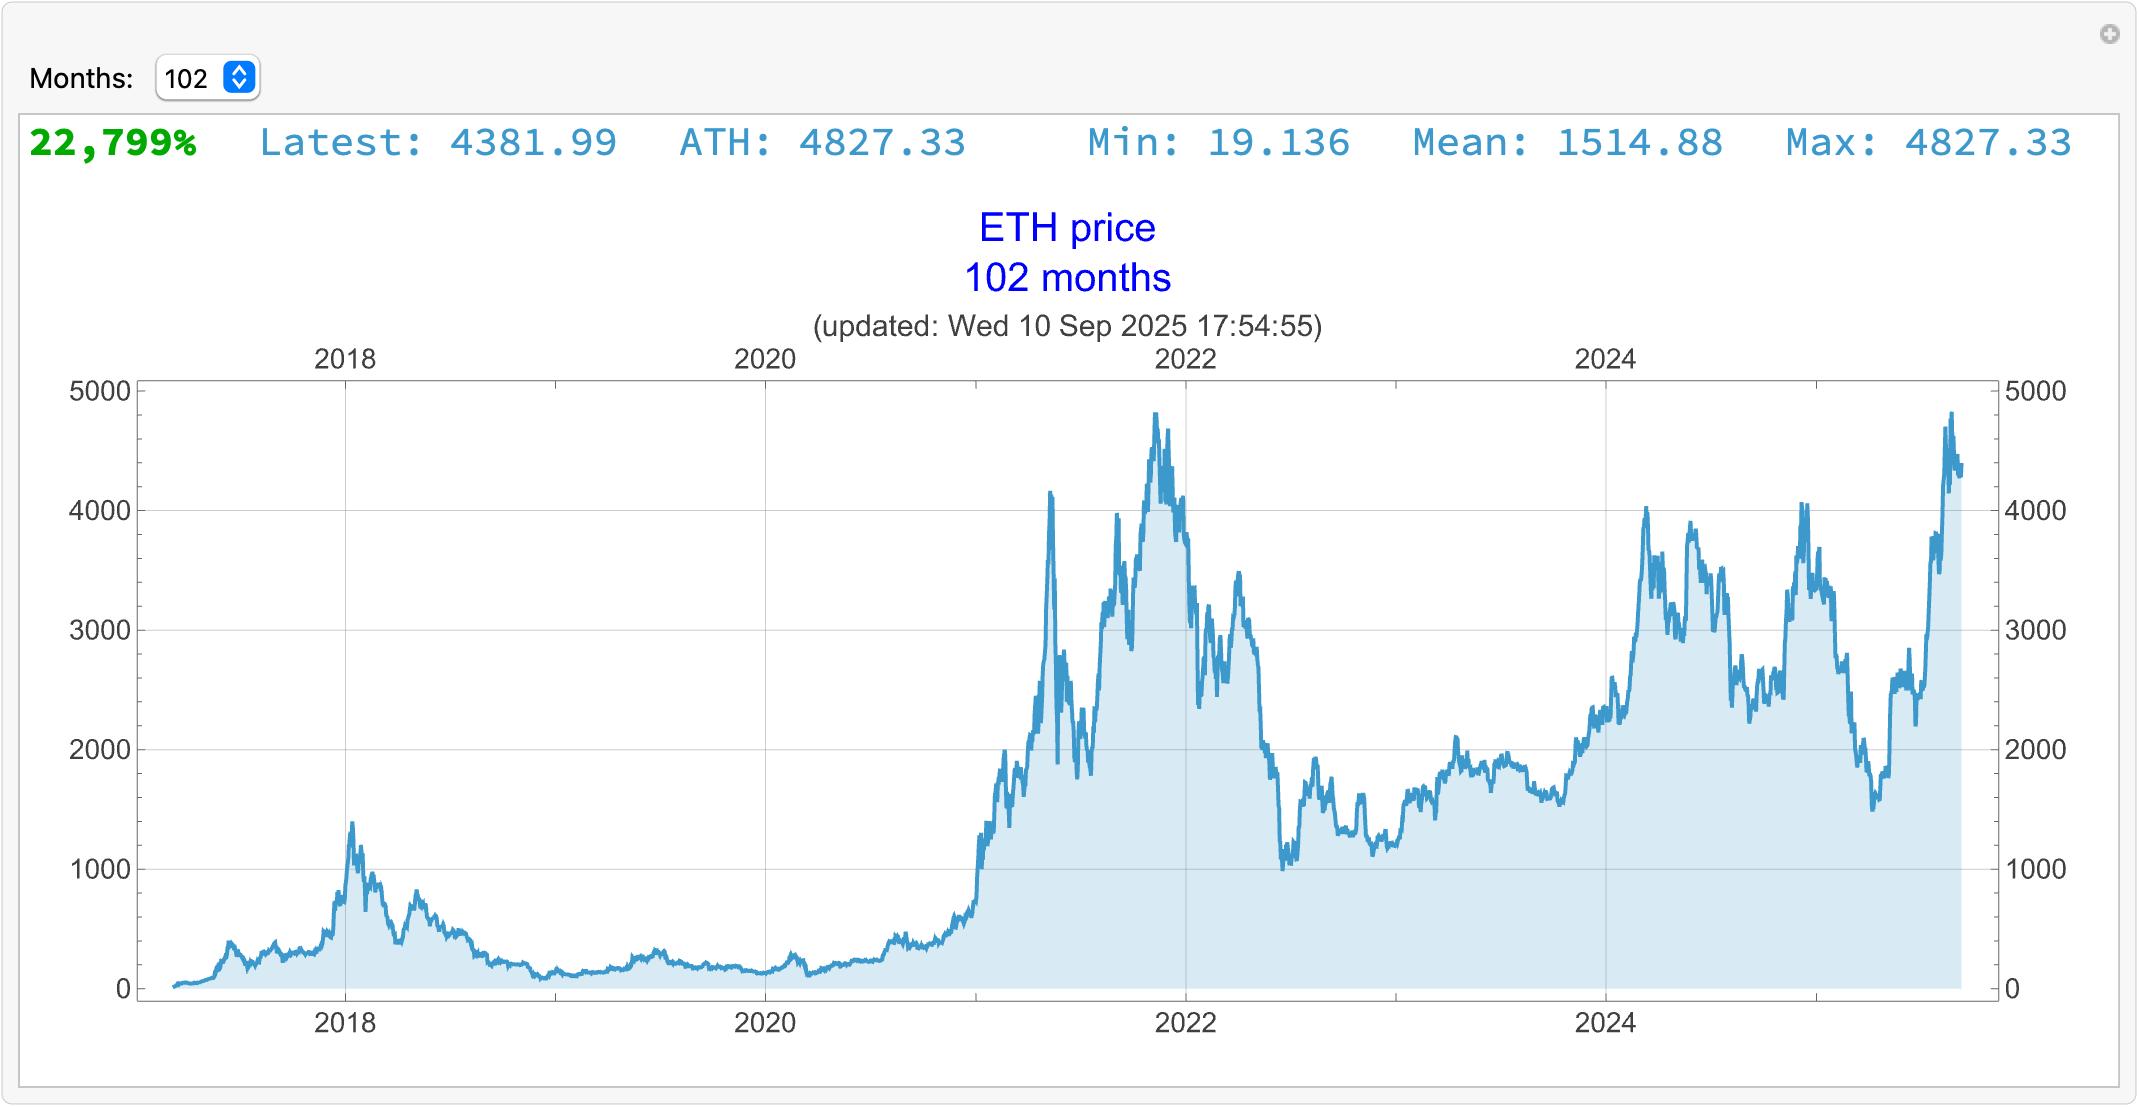 Months: 102
22,799% Latest: 4381.99 ATH: 4827.33 Min: 19.136 Mean: 1514.88 Max: 4827.33
ETH price
102 months
(updated: Wed 10 Sep 2025 17:54:55)
2018 2020 2022 2024
5000 5000
4000 4000
3000 3000
2000 2000
1000 1000
0 0
2018 2020 2022 2024